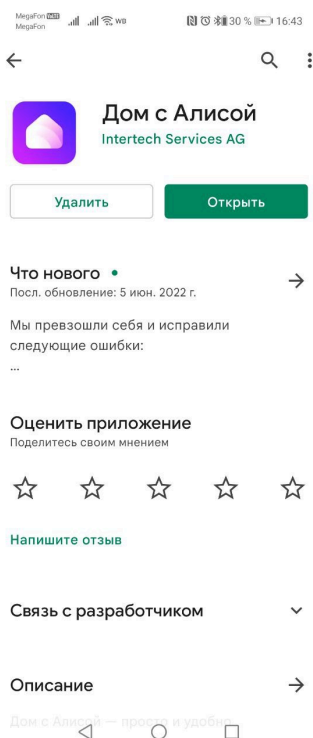 MegaFon VoLTE
MegaFon
30 % 16:43
Дом с Алисой
Intertech Services AG
Удалить
Открыть
Что нового
Посл. обновление: 5 июн. 2022 г.
Мы превзошли себя и исправили
следующие ошибки:
...
Оценить приложение
Поделитесь своим мнением
Напишите отзыв
Связь с разработчиком
Описание
Дом с Алисой — просто и удобно